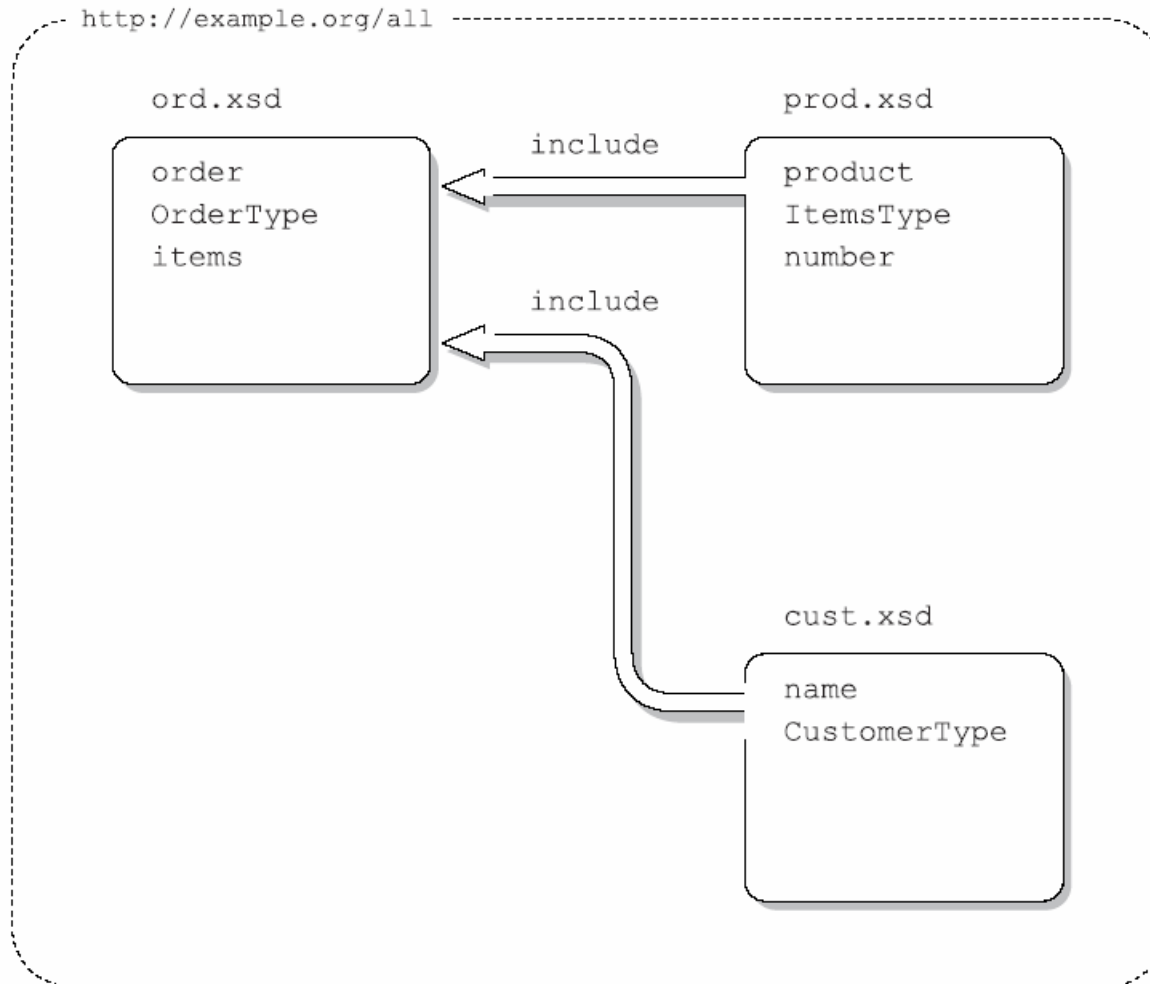 http://example.org/all
ord.xsd
prod.xsd
include
order
OrderType
items
product
ItemsType
number
include
cust.xsd
name
CustomerType